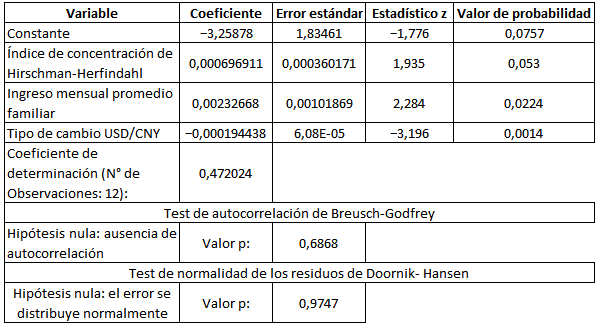 Variable Coeficiente Error estándar Estadístico z Valor de probabilidad
Constante −3,25878 1,83461 −1,776 0,0757
Índice de concentración de
Hirschman-Herfindahl 0,000696911 0,000360171 1,935 0,053
Ingreso mensual promedio
familiar 0,00232668 0,00101869 2,284 0,0224
Tipo de cambio USD/CNY −0,000194438 6,08E-05 −3,196 0,0014
Coeficiente de
determinación (N° de
Observaciones: 12): 0,472024
Test de autocorrelación de Breusch-Godfrey
Hipótesis nula: ausencia de
autocorrelación Valor p: 0,6868
Test de normalidad de los residuos de Doornik- Hansen
Hipótesis nula: el error se
distribuye normalmente Valor p: 0,9747